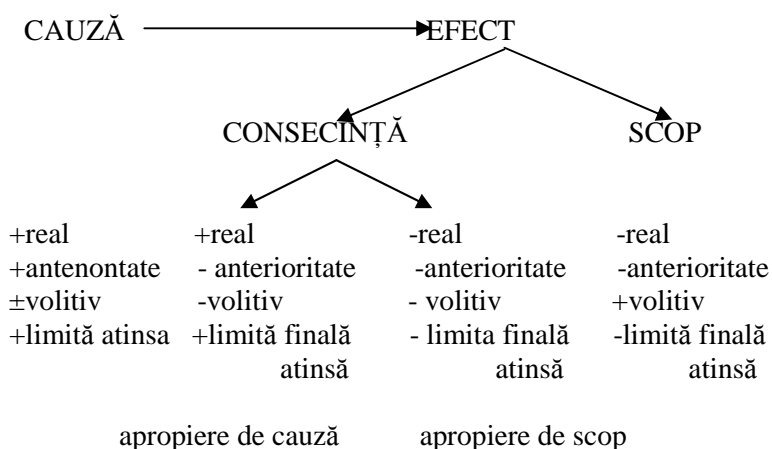 CAUZĂ EFECT
CONSECINŢĂ SCOP
+real +real -real -real
+antenontate - anterioritate -anterioritate -anterioritate
±volitiv -volitiv - volitiv +volitiv
+limită atinsa +limită finală - limita finală -limită finală
atinsă atinsă atinsă
apropiere de cauză apropiere de scop